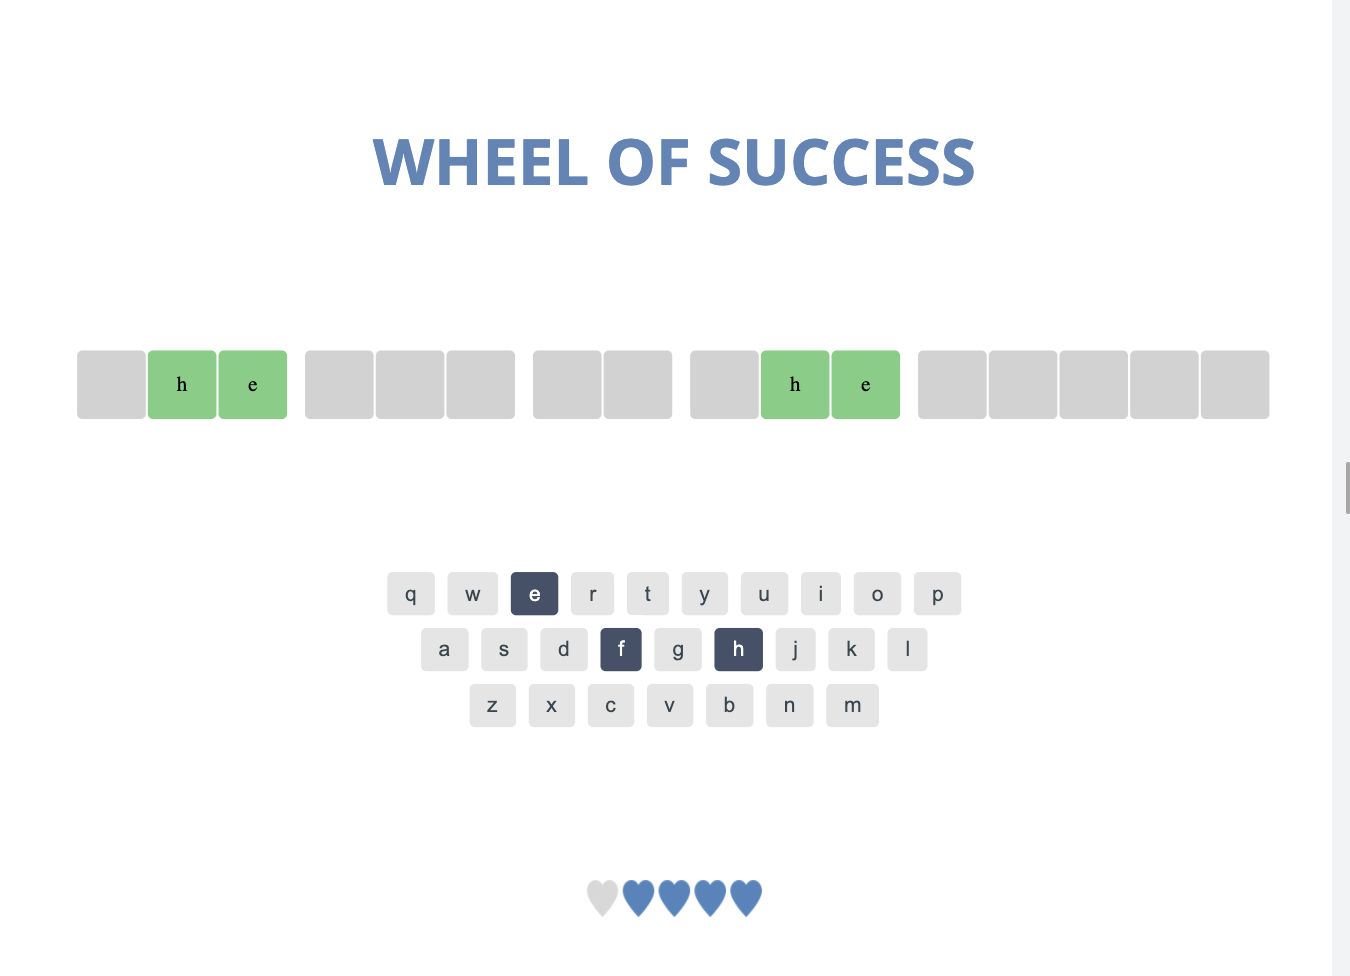 WHEEL OF SUCCESS
h e h e
q w e r t y u i o p
a s d f g h j k l
z x c v b n m